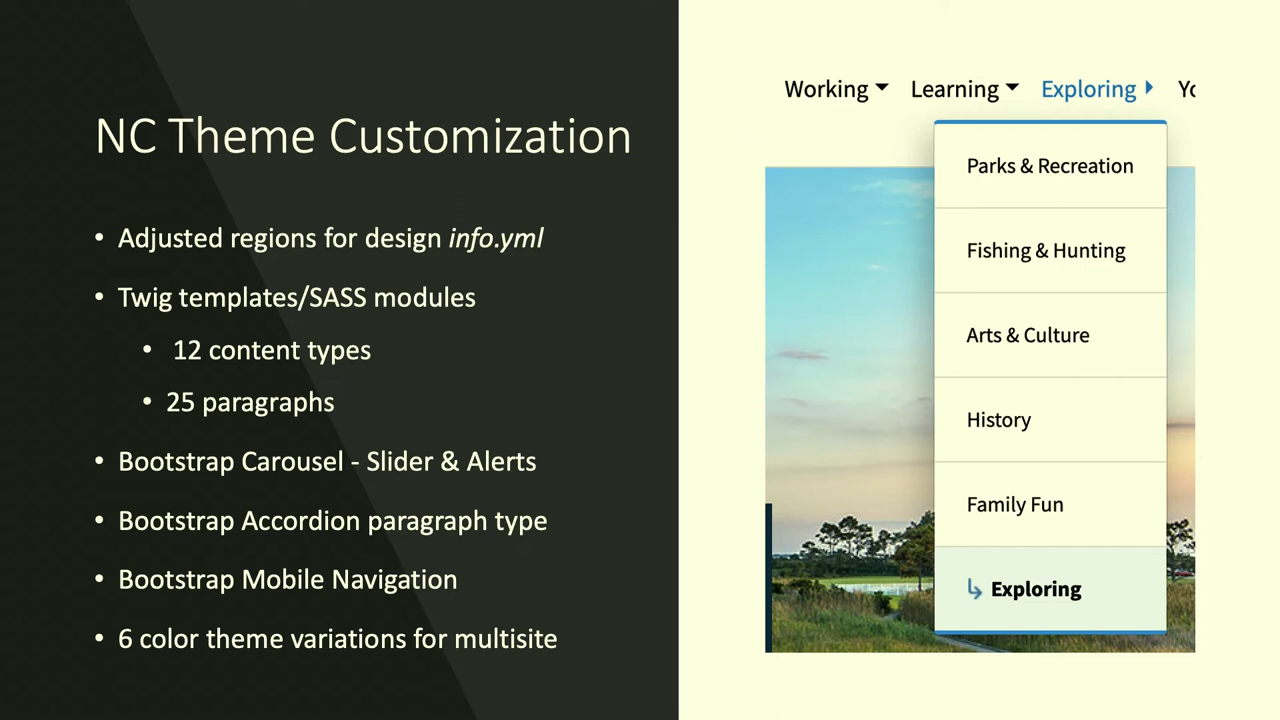 NC Theme Customization
• Adjusted regions for design info.yml
• Twig templates/SASS modules
• 12 content types
• 25 paragraphs
• Bootstrap Carousel - Slider & Alerts
• Bootstrap Accordion paragraph type
• Bootstrap Mobile Navigation
• 6 color theme variations for multisite
Working Learning Exploring
Parks & Recreation
Fishing & Hunting
Arts & Culture
History
Family Fun
Exploring